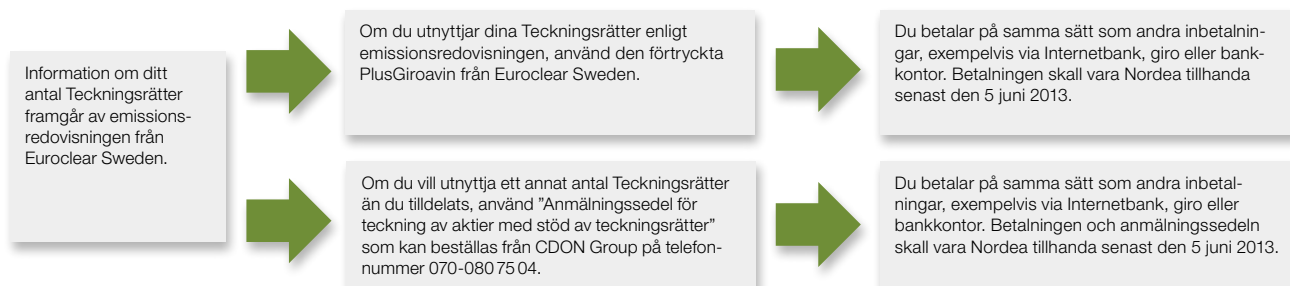 Information om ditt
antal Teckningsrätter
framgår av emissions-
redovisningen från
Euroclear Sweden.
Om du utnyttjar dina Teckningsrätter enligt
emissionsredovisningen, använd den förtryckta
PlusGiroavin från Euroclear Sweden.
Du betalar på samma sätt som andra inbetalnin-
gar, exempelvis via Internetbank, giro eller bank-
kontor. Betalningen skall vara Nordea tillhanda
senast den 5 juni 2013.
Om du vill utnyttja ett annat antal Teckningsrätter
än du tilldelats, använd ”Anmälningssedel för
teckning av aktier med stöd av teckningsrätter”
som kan beställas från CDON Group på telefon-
nummer 070-080 75 04.
Du betalar på samma sätt som andra inbetal-
ningar, exempelvis via Internetbank, giro eller
bankkontor. Betalningen och anmälningssedeln
skall vara Nordea tillhanda senast den 5 juni 2013.